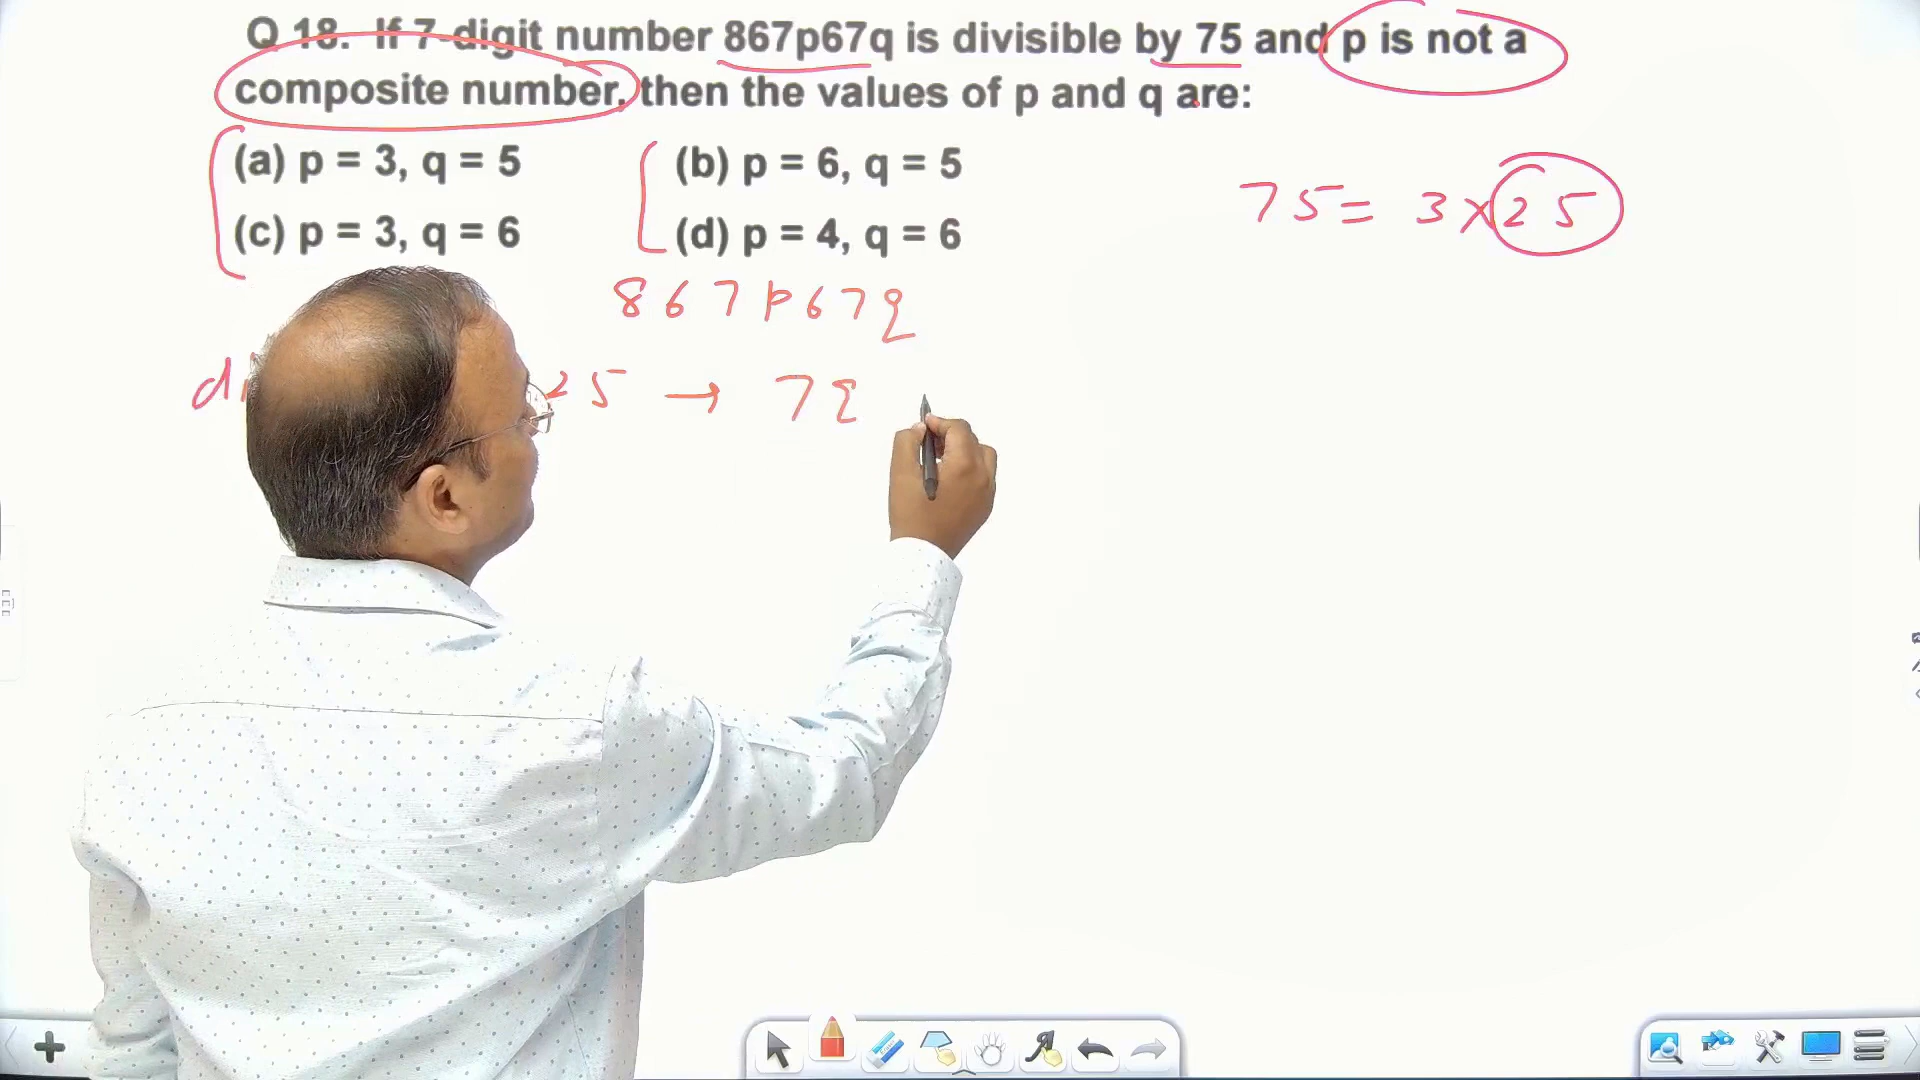 Q 18. If 7-digit number 867p67q is divisible by 75 and p is not a
composite number, then the values of p and q are:
(a) p = 3, q = 5 (b) p = 6, q = 5
(c) p = 3, q = 6 (d) p = 4, q = 6
75 = 3 × 25
867p67q
25 → 7q